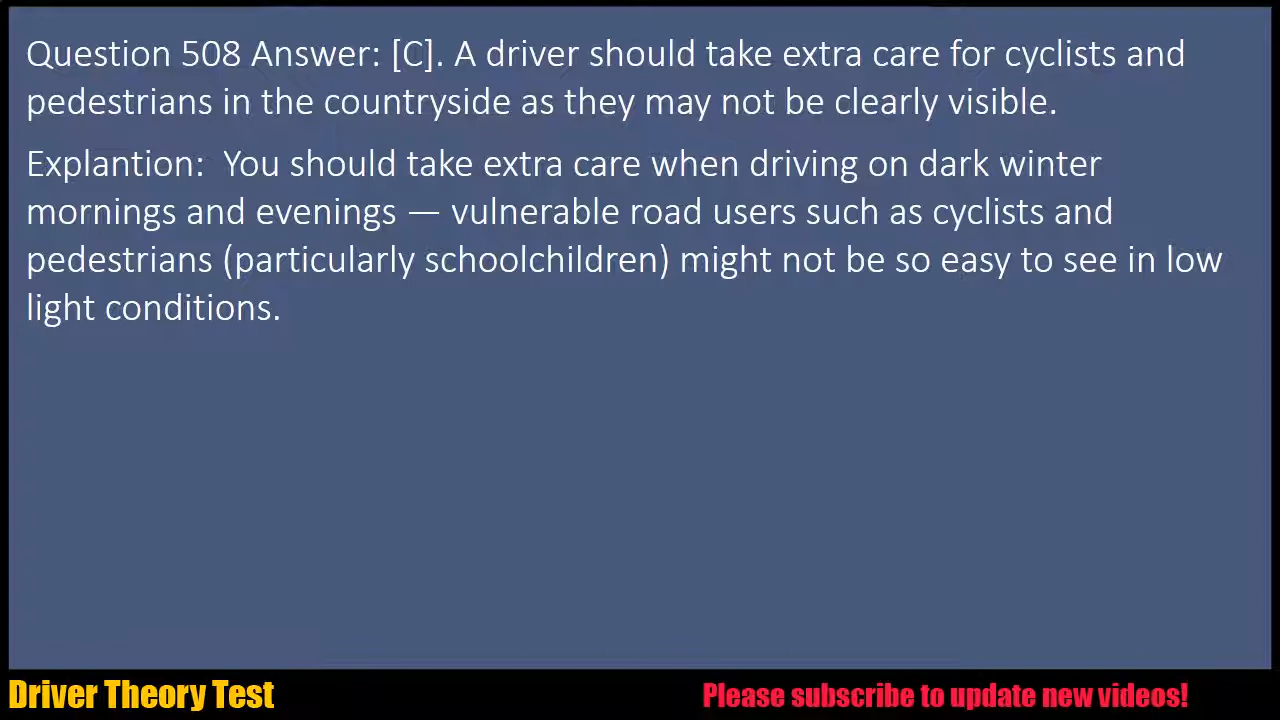 Question 508 Answer: [C]. A driver should take extra care for cyclists and
pedestrians in the countryside as they may not be clearly visible.
Explantion:  You should take extra care when driving on dark winter
mornings and evenings — vulnerable road users such as cyclists and
pedestrians (particularly schoolchildren) might not be so easy to see in low
light conditions.
Driver Theory Test
Please subscribe to update new videos!